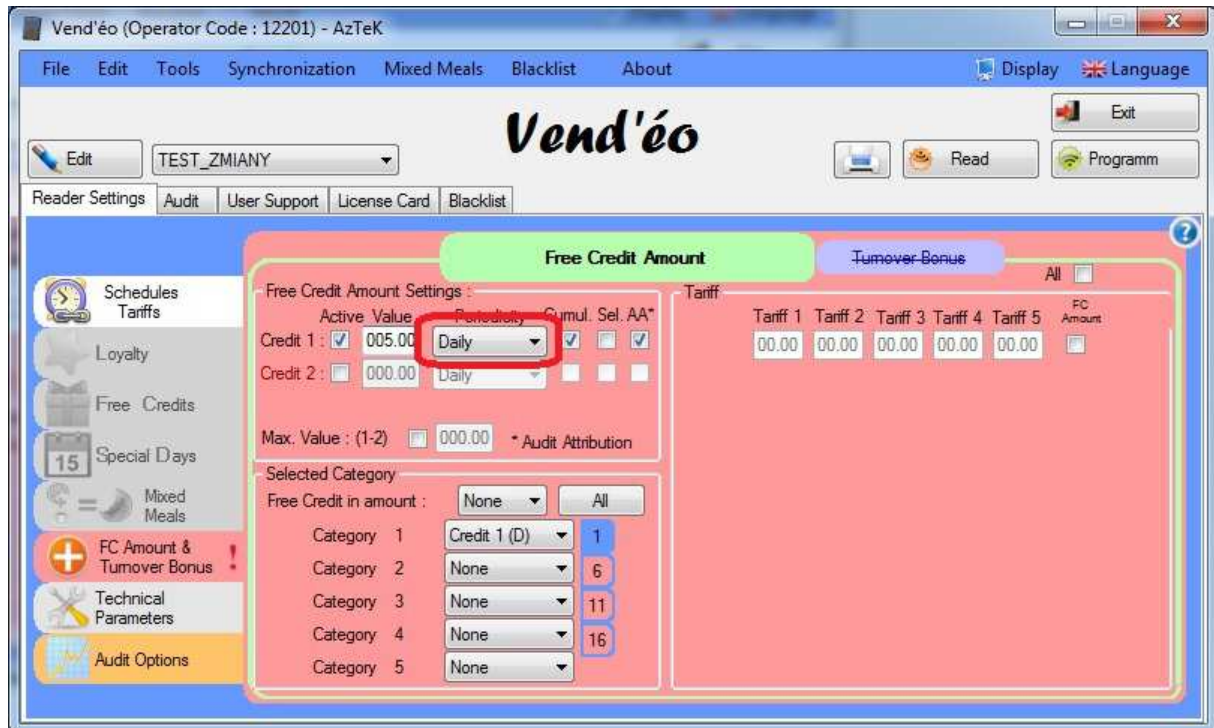 Vend'éo (Operator Code : 12201) - AzTeK
File Edit Tools Synchronization Mixed Meals Blacklist About Display Language
Vend'éo
Exit
Edit TEST_ZMIANY Read Programm
Reader Settings Audit User Support License Card Blacklist
Free Credit Amount Turnover Bonus
All
Schedules
Tariffs
Loyalty
Free Credits
15 Special Days
Mixed
Meals
FC Amount &
Turnover Bonus !
Technical
Parameters
Audit Options
Free Credit Amount Settings :
Active Value Periodicity Cumul. Sel. AA*
Credit 1 : 005.00 Daily
Credit 2 : 000.00 Daily
Max. Value : (1-2) 000.00 * Audit Attribution
Selected Category
Free Credit in amount : None All
Category 1 Credit 1 (D) 1
Category 2 None 6
Category 3 None 11
Category 4 None 16
Category 5 None
Tariff
Tariff 1 Tariff 2 Tariff 3 Tariff 4 Tariff 5 FC Amount
00.00 00.00 00.00 00.00 00.00